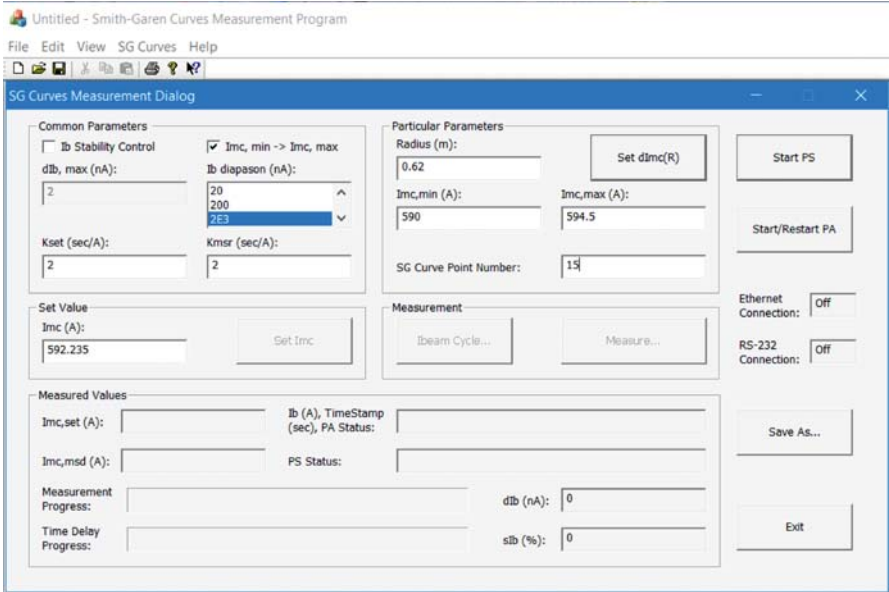 Untitled - Smith-Garen Curves Measurement Program
File Edit View SG Curves Help
SG Curves Measurement Dialog
Common Parameters
Ib Stability Control
Imc, min -> Imc, max
dIb, max (nA):
Ib diapason (nA):
2
20
200
2E3
Kset (sec/A):
Kmsr (sec/A):
2
2
Particular Parameters
Radius (m):
0.62
Set dImc(R)
Imc,min (A):
Imc,max (A):
590
594.5
SG Curve Point Number:
15
Start PS
Start/Restart PA
Set Value
Imc (A):
592.235
Set Imc
Measurement
Ibeam Cycle...
Measure...
Ethernet
Connection:
Off
RS-232
Connection:
Off
Measured Values
Imc,set (A):
Ib (A), TimeStamp
(sec), PA Status:
Imc,msd (A):
PS Status:
Measurement
Progress:
dIb (nA):
0
Time Delay
Progress:
sIb (%):
0
Save As...
Exit